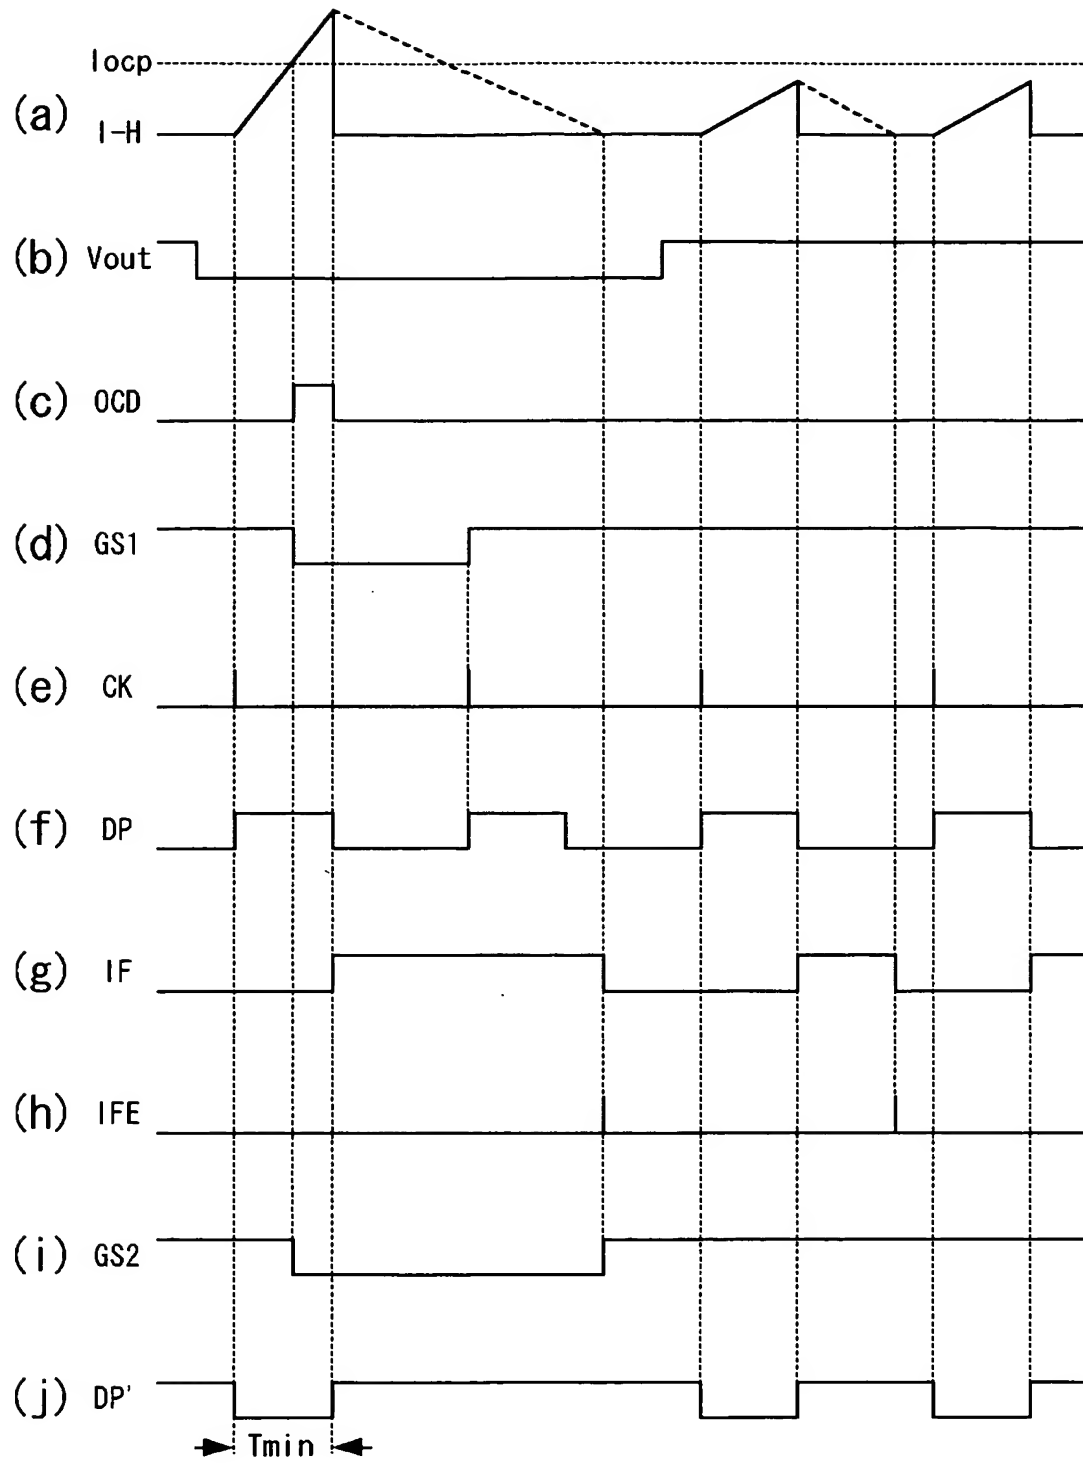 Iocp
(a) I-H
(b) Vout
(c) OCD
(d) GS1
(e) CK
(f) DP
(g) IF
(h) IFE
(i) GS2
(j) DP'
Tmin